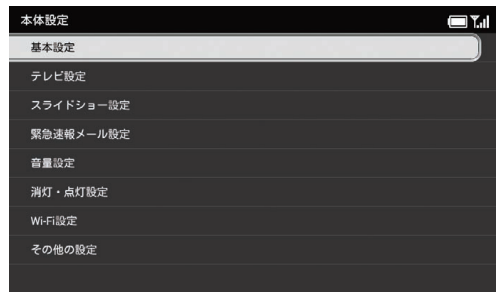 本体設定
基本設定
テレビ設定
スライドショー設定
緊急速報メール設定
音量設定
消灯・点灯設定
Wi-Fi設定
その他の設定